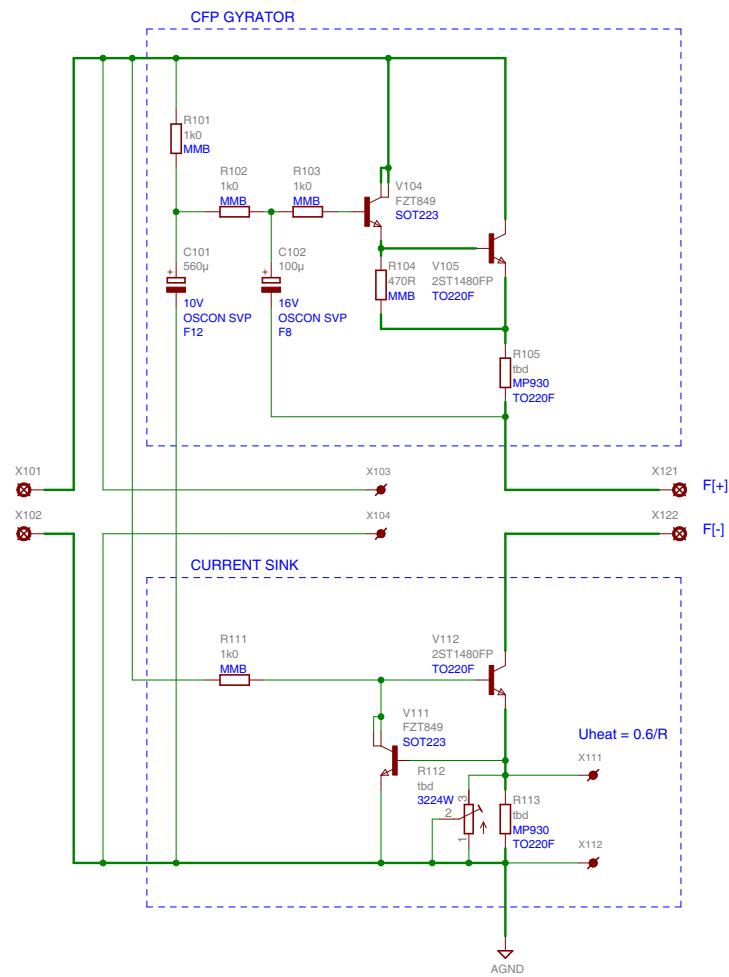 CFP GYRATOR
R101
1k0
MMB
R102
1k0
MMB
R103
1k0
MMB
V104
FZT849
SOT223
C101
560µ
+
10V
OSCON SVP
F12
C102
100µ
+
16V
OSCON SVP
F8
R104
470R
MMB
V105
2ST1480FP
TO220F
R105
tbd
MP930
TO220F
X101
X103
X121
F[+]
X102
X104
X122
F[-]
CURRENT SINK
R111
1k0
MMB
V112
2ST1480FP
TO220F
V111
FZT849
SOT223
Uheat = 0.6/R
X111
R112
tbd
3224W
3
2
1
R113
tbd
MP930
TO220F
X112
AGND